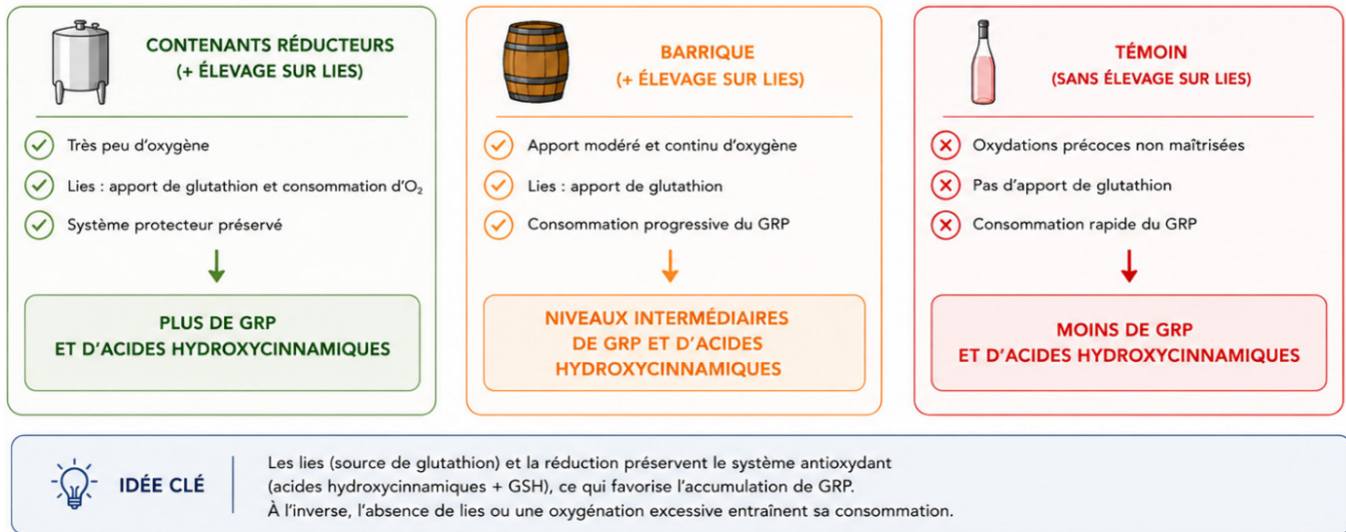 CONTENANTS RÉDUCTEURS
(+ ÉLEVAGE SUR LIES)
Très peu d'oxygène
Lies : apport de glutathion et consommation d'O₂
Système protecteur préservé
PLUS DE GRP
ET D'ACIDES HYDROXYCINNAMIQUES
BARRIQUE
(+ ÉLEVAGE SUR LIES)
Apport modéré et continu d'oxygène
Lies : apport de glutathion
Consommation progressive du GRP
NIVEAUX INTERMÉDIAIRES
DE GRP ET D'ACIDES
HYDROXYCINNAMIQUES
TÉMOIN
(SANS ÉLEVAGE SUR LIES)
Oxydations précoces non maîtrisées
Pas d'apport de glutathion
Consommation rapide du GRP
MOINS DE GRP
ET D'ACIDES HYDROXYCINNAMIQUES
IDÉE CLÉ
Les lies (source de glutathion) et la réduction préservent le système antioxydant
(acides hydroxycinnamiques + GSH), ce qui favorise l'accumulation de GRP.
À l'inverse, l'absence de lies ou une oxygénation excessive entraînent sa consommation.